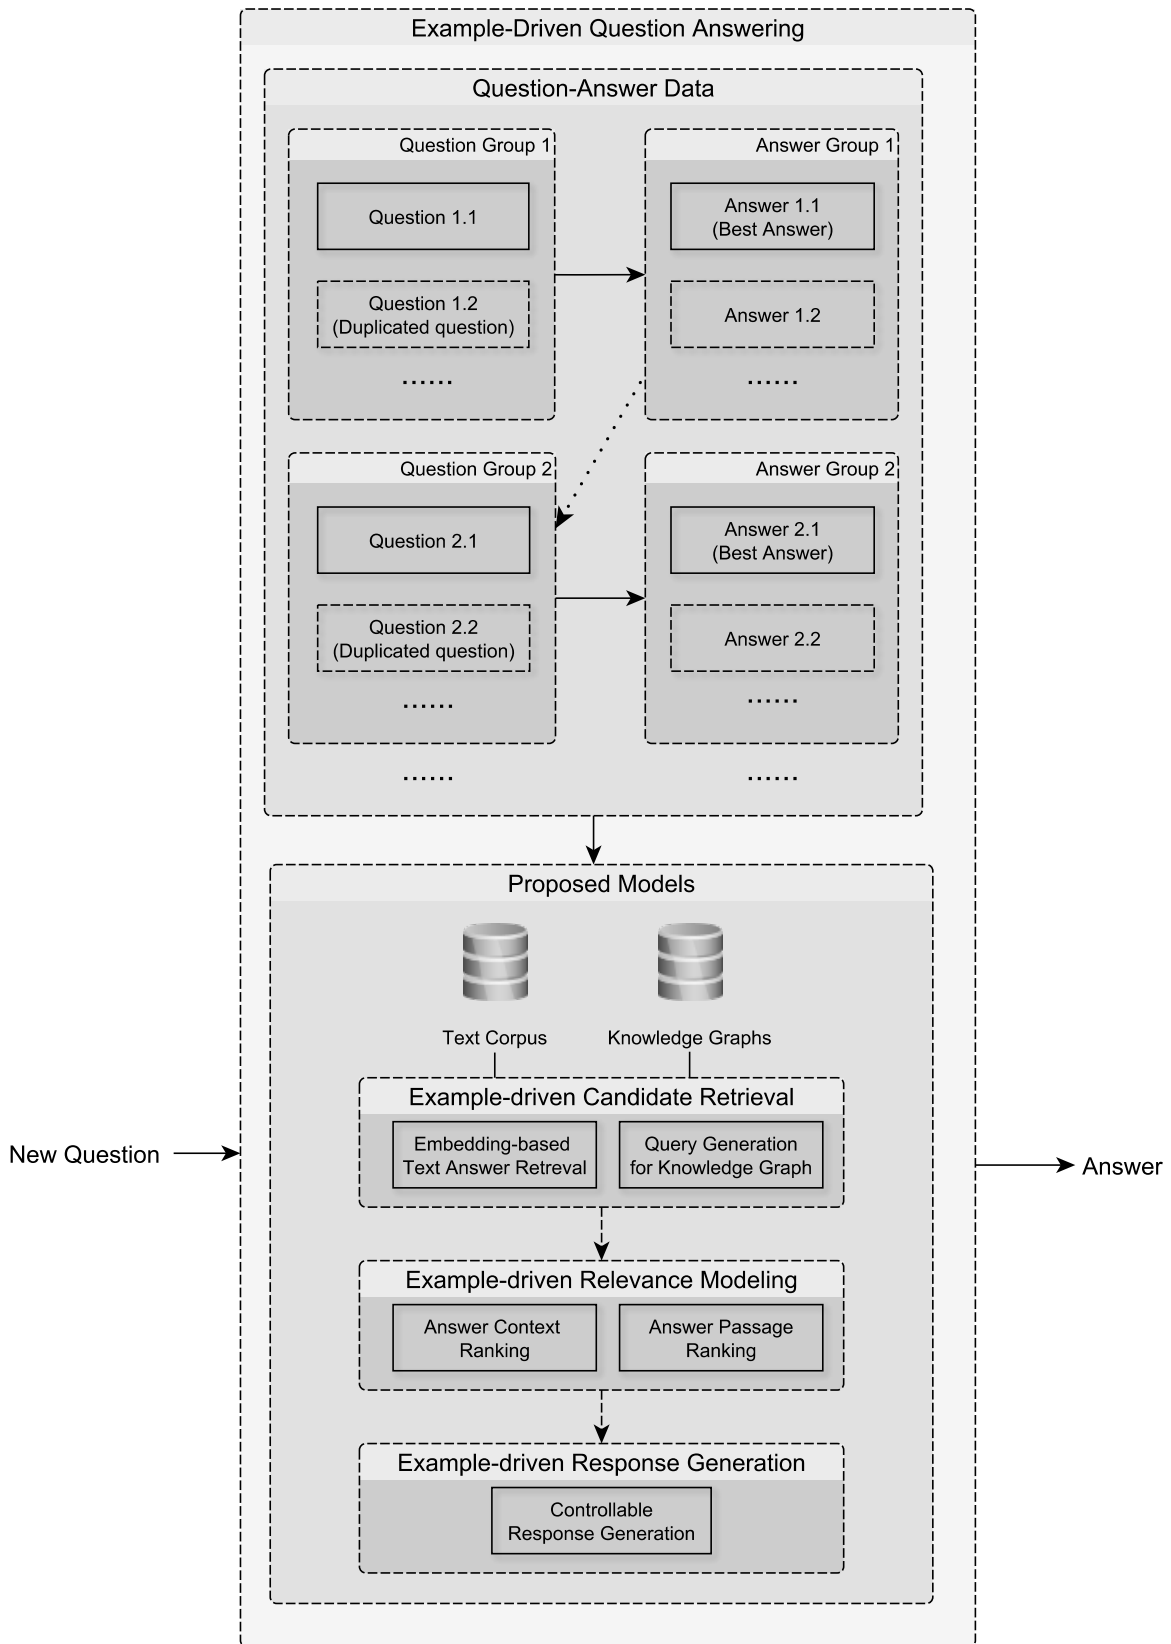 Example-Driven Question Answering
Question-Answer Data
Question Group 1
Answer Group 1
Question 1.1
Answer 1.1
(Best Answer)
Question 1.2
(Duplicated question)
Answer 1.2
......
......
Question Group 2
Answer Group 2
Question 2.1
Answer 2.1
(Best Answer)
Question 2.2
(Duplicated question)
Answer 2.2
......
......
......
......
Proposed Models
Text Corpus
Knowledge Graphs
Example-driven Candidate Retrieval
Embedding-based
Text Answer Retreval
Query Generation
for Knowledge Graph
New Question
Answer
Example-driven Relevance Modeling
Answer Context
Ranking
Answer Passage
Ranking
Example-driven Response Generation
Controllable
Response Generation